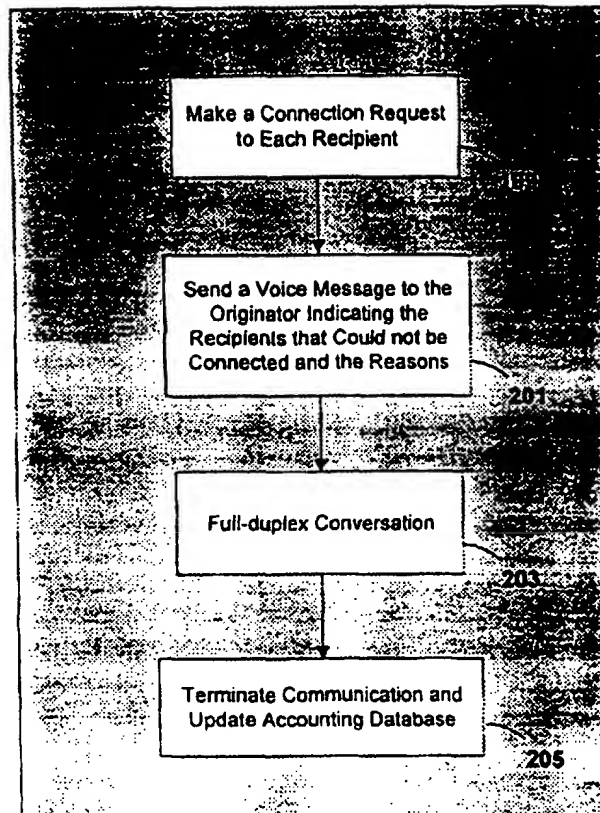 Make a Connection Request
to Each Recipient
Send a Voice Message to the
Originator Indicating the
Recipients that Could not be
Connected and the Reasons
201
Full-duplex Conversation
203
Terminate Communication and
Update Accounting Database
205